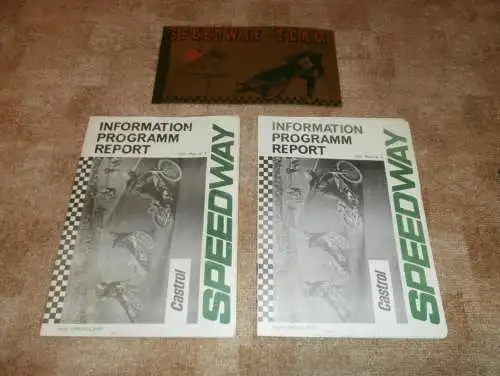 SPEEDWAY TEAM
INFORMATION
PROGRAMM
REPORT
SPEEDWAY
Castrol
INFORMATION
PROGRAMM
REPORT
SPEEDWAY
Castrol